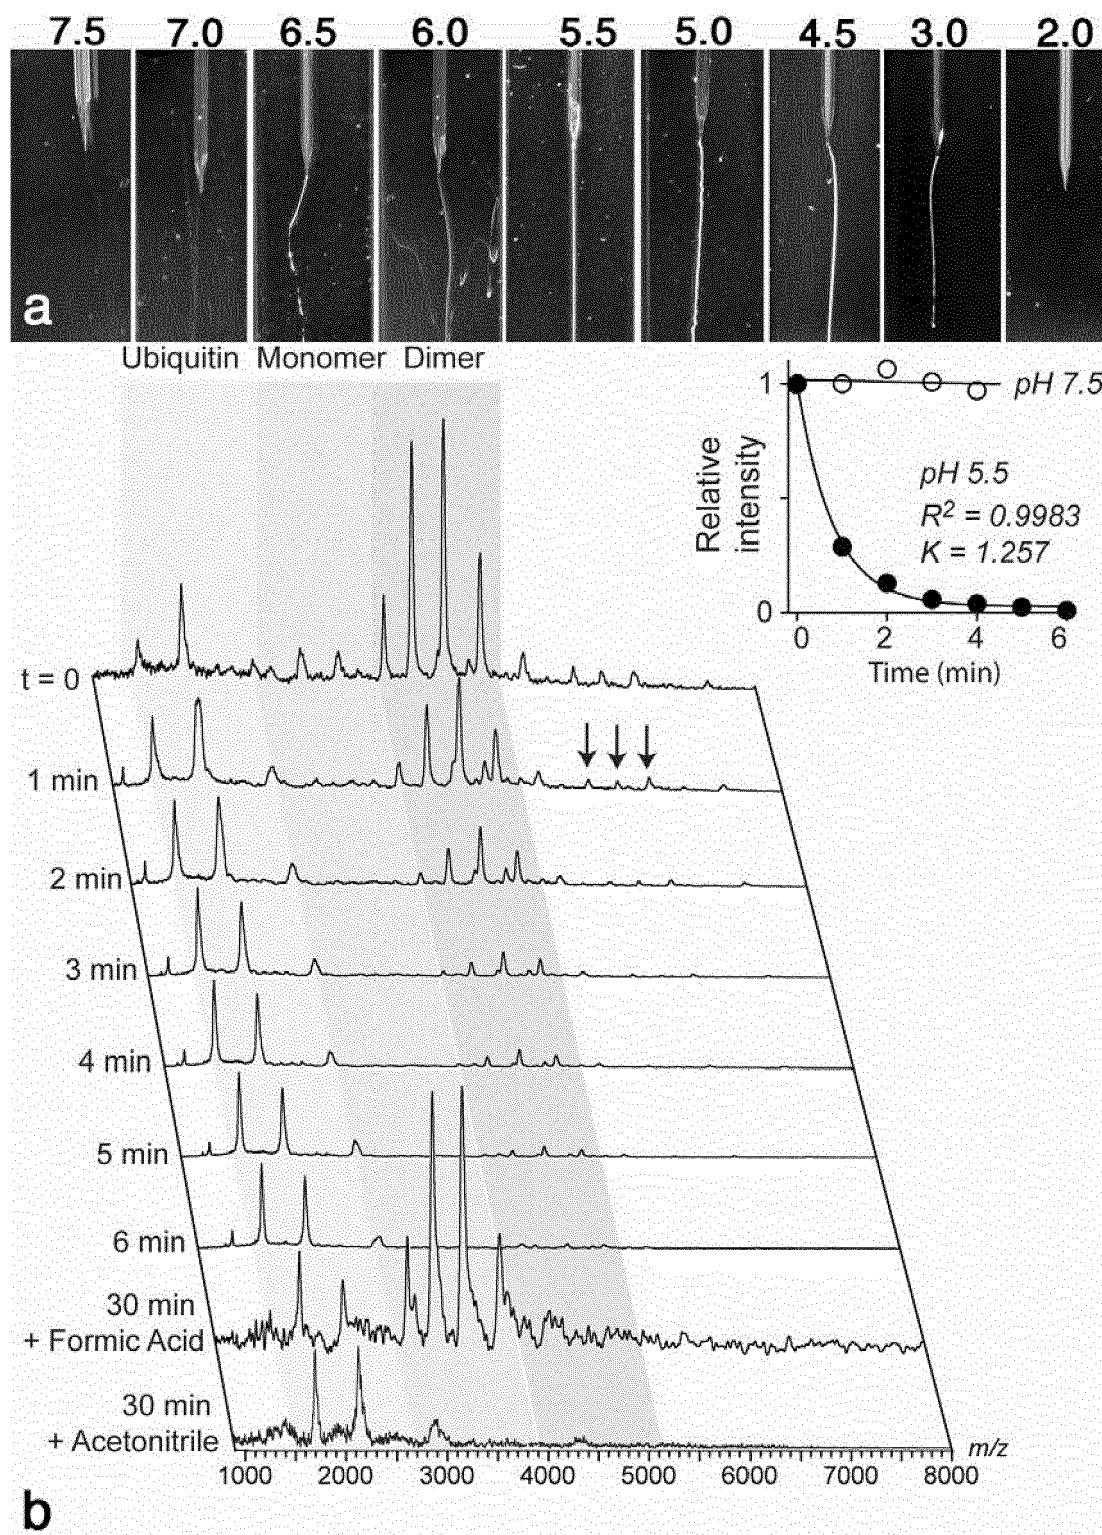 7.5 7.0 6.5 6.0 5.5 5.0 4.5 3.0 2.0
a
Ubiquitin Monomer Dimer
1
pH 7.5
Relative
intensity
pH 5.5
R² = 0.9983
K = 1.257
0
0 2 4 6
Time (min)
t = 0
1 min
2 min
3 min
4 min
5 min
6 min
30 min
+ Formic Acid
30 min
+ Acetonitrile
m/z
1000 2000 3000 4000 5000 6000 7000 8000
b